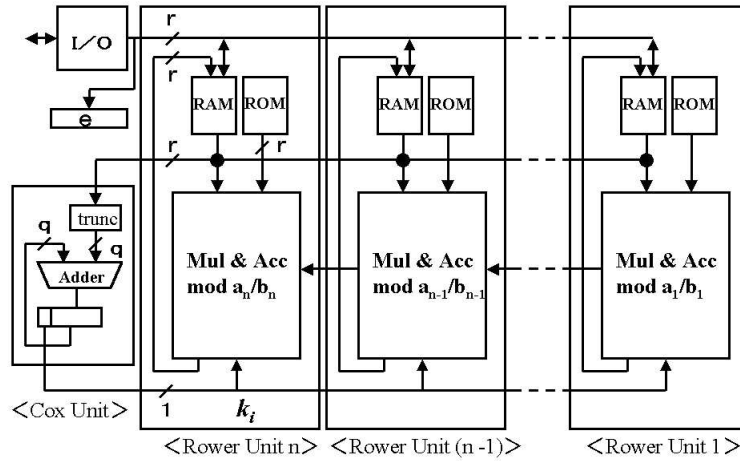 I/O
r
r
e
RAM ROM
RAM ROM
RAM ROM
r
r
q
trunc
q
Adder
Mul & Acc
mod aₙ/bₙ
Mul & Acc
mod aₙ₋₁/bₙ₋₁
Mul & Acc
mod a₁/b₁
1
kᵢ
<Cox Unit>
<Rower Unit n>
<Rower Unit (n -1)>
<Rower Unit 1>